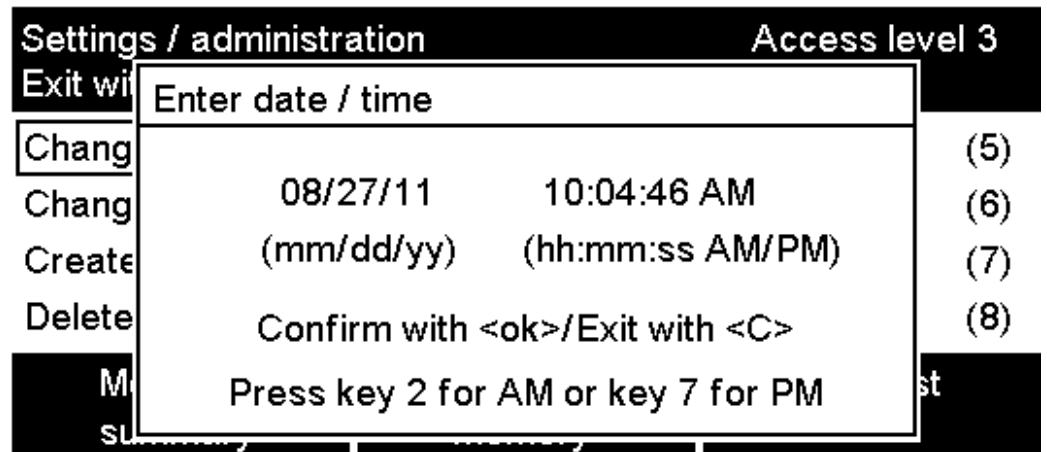 Settings / administration Access level 3
Exit wi
Enter date / time
Chang (5)
08/27/11 10:04:46 AM
Chang (6)
(mm/dd/yy) (hh:mm:ss AM/PM)
Create (7)
Delete (8)
Confirm with <ok>/Exit with <C>
Press key 2 for AM or key 7 for PM